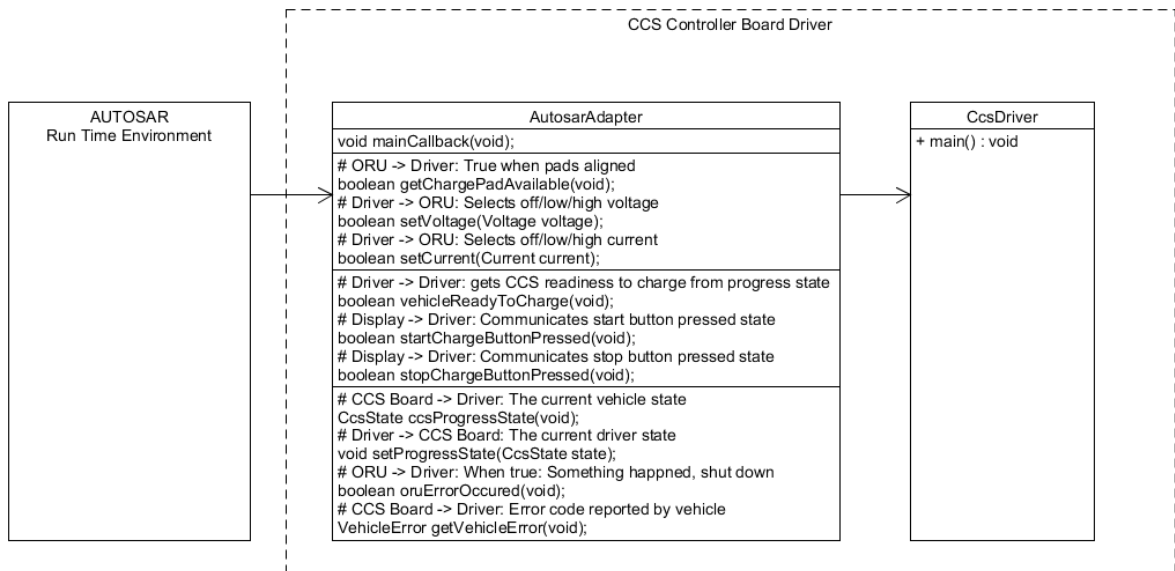 CCS Controller Board Driver
AUTOSAR
Run Time Environment
AutosarAdapter
void mainCallback(void);
# ORU -> Driver: True when pads aligned
boolean getChargePadAvailable(void);
# Driver -> ORU: Selects off/low/high voltage
boolean setVoltage(Voltage voltage);
# Driver -> ORU: Selects off/low/high current
boolean setCurrent(Current current);
# Driver -> Driver: gets CCS readiness to charge from progress state
boolean vehicleReadyToCharge(void);
# Display -> Driver: Communicates start button pressed state
boolean startChargeButtonPressed(void);
# Display -> Driver: Communicates stop button pressed state
boolean stopChargeButtonPressed(void);
# CCS Board -> Driver: The current vehicle state
CcsState ccsProgressState(void);
# Driver -> CCS Board: The current driver state
void setProgressState(CcsState state);
# ORU -> Driver: When true: Something happned, shut down
boolean oruErrorOccured(void);
# CCS Board -> Driver: Error code reported by vehicle
VehicleError getVehicleError(void);
CcsDriver
+ main() : void